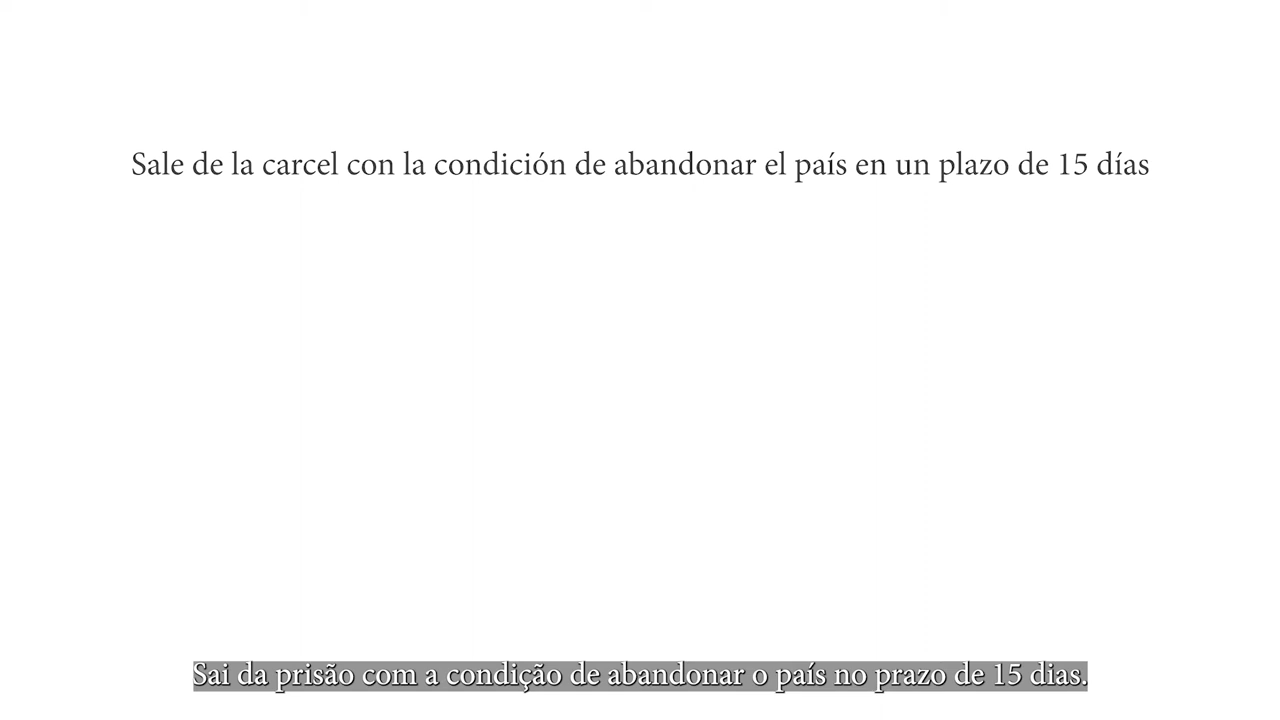 Sale de la carcel con la condición de abandonar el país en un plazo de 15 días
Sai da prisão com a condição de abandonar o país no prazo de 15 dias.